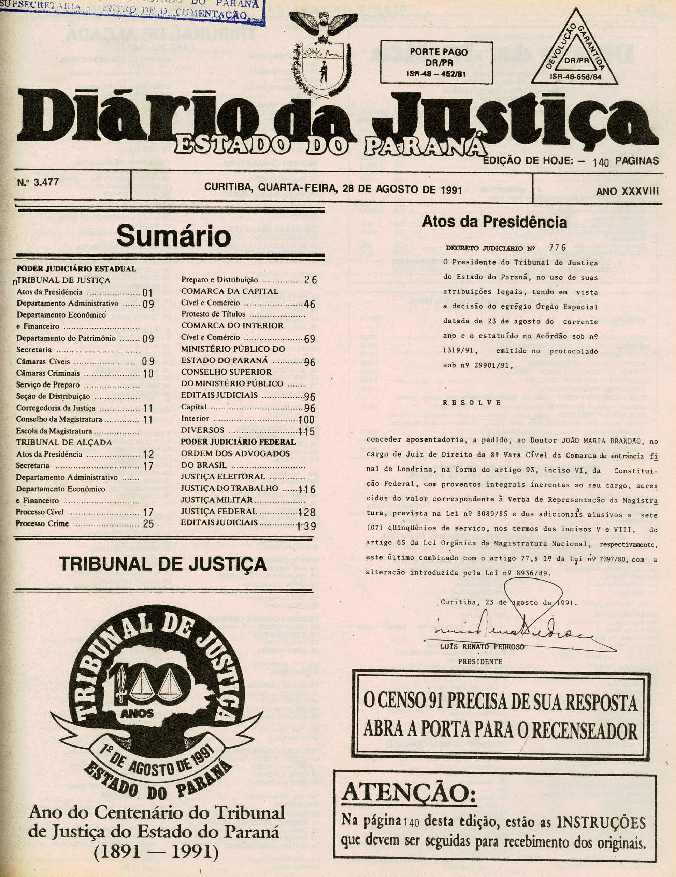 ESTADO DO PARANÁ
SUBSECRETARIA - CENTRO DE DOCUMENTAÇÃO
PORTE PAGO
DR/PR
ISR-48 - 452/81
DEVOLUÇÃO GARANTIDA
DR/PR
ISR-48-558/84
Diário da Justiça
ESTADO DO PARANÁ
EDIÇÃO DE HOJE: - 140 PAGINAS
N.º 3.477
CURITIBA, QUARTA-FEIRA, 28 DE AGOSTO DE 1991
ANO XXXVIII
Sumário
PODER JUDICIÁRIO ESTADUAL
TRIBUNAL DE JUSTIÇA
Atos da Presidência 01
Departamento Administrativo 09
Departamento Econômico
e Financeiro
Departamento do Patrimônio 09
Secretaria
Câmaras Cíveis 09
Câmaras Criminais 10
Serviço de Preparo
Seção de Distribuição
Corregedoria da Justiça 11
Conselho da Magistratura 11
Escola da Magistratura
TRIBUNAL DE ALÇADA
Atos da Presidência 12
Secretaria 17
Departamento Administrativo
Departamento Econômico
e Financeiro
Processo Cível 17
Processo Crime 25
Preparo e Distribuição 26
COMARCA DA CAPITAL
Cível e Comércio 46
Protesto de Títulos
COMARCA DO INTERIOR
Cível e Comércio 69
MINISTÉRIO PÚBLICO DO
ESTADO DO PARANÁ 96
CONSELHO SUPERIOR
DO MINISTÉRIO PÚBLICO
EDITAIS JUDICIAIS 96
Capital 96
Interior 100
DIVERSOS 115
PODER JUDICIÁRIO FEDERAL
ORDEM DOS ADVOGADOS
DO BRASIL
JUSTIÇA ELEITORAL
JUSTIÇA DO TRABALHO 116
JUSTIÇA MILITAR
JUSTIÇA FEDERAL 128
EDITAIS JUDICIAIS 139
TRIBUNAL DE JUSTIÇA
TRIBUNAL DE JUSTIÇA
100
ANOS
1º DE AGOSTO DE 1991
ESTADO DO PARANÁ
Ano do Centenário do Tribunal
de Justiça do Estado do Paraná
(1891 — 1991)
Atos da Presidência
DECRETO JUDICIÁRIO Nº 776
O Presidente do Tribunal de Justiça
do Estado do Paraná, no uso de suas
atribuições legais, tendo em vista
a decisão do egrégio Órgão Especial
datada de 23 de agosto do corrente
ano e o estatuído no Acórdão sob nº
1319/91, emitido no protocolado
sob nº 29901/91,
R E S O L V E
conceder aposentadoria, a pedido, ao Doutor JOÃO MARIA BRANDÃO, no
cargo de Juiz de Direito da 8ª Vara Cível da Comarca de entrância fi
nal de Londrina, na forma do artigo 93, inciso VI, da Constitui-
ção Federal, com proventos integrais inerentes ao seu cargo, acres
cidos do valor correspondente à Verba de Representação da Magistra
tura, prevista na Lei nº 8089/85 e dos adicionais alusivos a sete
(07) qüinqüênios de serviço, nos termos dos incisos V e VIII, do
artigo 65 da Lei Orgânica da Magistratura Nacional, respectivamente,
este último combinado com o artigo 77,§ 1º da Lei nº 7297/80, com a
alteração introduzida pela Lei nº 8936/89.
Curitiba, 23 de agosto de 1991.
LUÍS RENATO PEDROSO
PRESIDENTE
O CENSO 91 PRECISA DE SUA RESPOSTA
ABRA A PORTA PARA O RECENSEADOR
ATENÇÃO:
Na página 140 desta edição, estão as INSTRUÇÕES
que devem ser seguidas para recebimento dos originais.